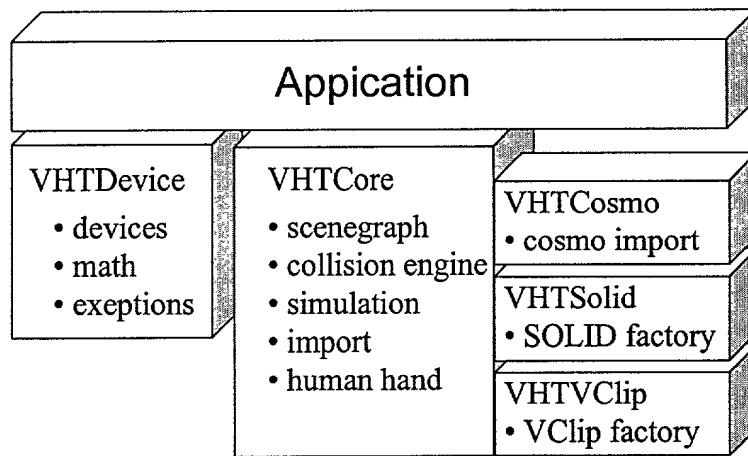 Appication
VHTDevice
• devices
• math
• exeptions
VHTCore
• scenegraph
• collision engine
• simulation
• import
• human hand
VHTCosmo
• cosmo import
VHTSolid
• SOLID factory
VHTVClip
• VClip factory